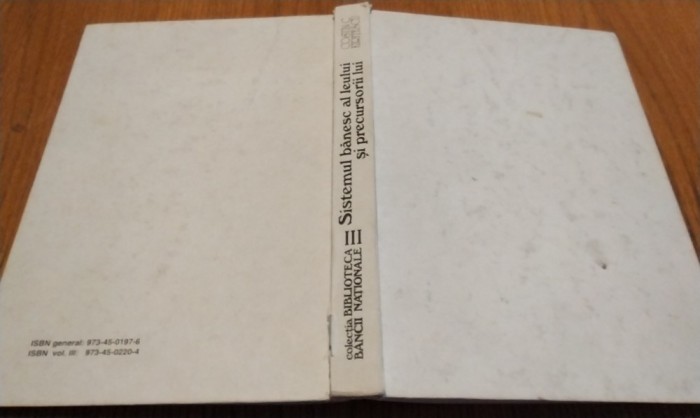 colecția BIBLIOTECA
BĂNCII NAȚIONALE
III
Sistemul bănesc al leului
și precursorii lui
ISBN general: 973-45-0197-6
ISBN vol. III: 973-45-0220-4